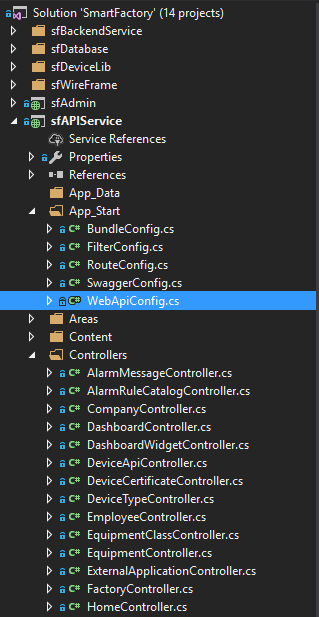 Solution 'SmartFactory' (14 projects)
sfBackendService
sfDatabase
sfDeviceLib
sfWireFrame
sfAdmin
sfAPIService
Service References
Properties
References
App_Data
App_Start
C# BundleConfig.cs
C# FilterConfig.cs
C# RouteConfig.cs
C# SwaggerConfig.cs
C# WebApiConfig.cs
Areas
Content
Controllers
C# AlarmMessageController.cs
C# AlarmRuleCatalogController.cs
C# CompanyController.cs
C# DashboardController.cs
C# DashboardWidgetController.cs
C# DeviceApiController.cs
C# DeviceCertificateController.cs
C# DeviceTypeController.cs
C# EmployeeController.cs
C# EquipmentClassController.cs
C# EquipmentController.cs
C# ExternalApplicationController.cs
C# FactoryController.cs
C# HomeController.cs